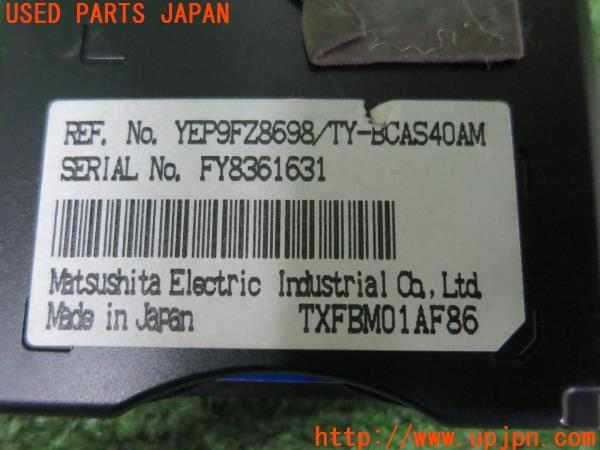 USED PARTS JAPAN
REF. No. YEP9FZ8698/TY-BCAS40AM
SERIAL No. FY8361631
Matsushita Electric Industrial Co., Ltd.
Made in Japan TXFBM01AF86
UPJ
http://www.upjpn.com